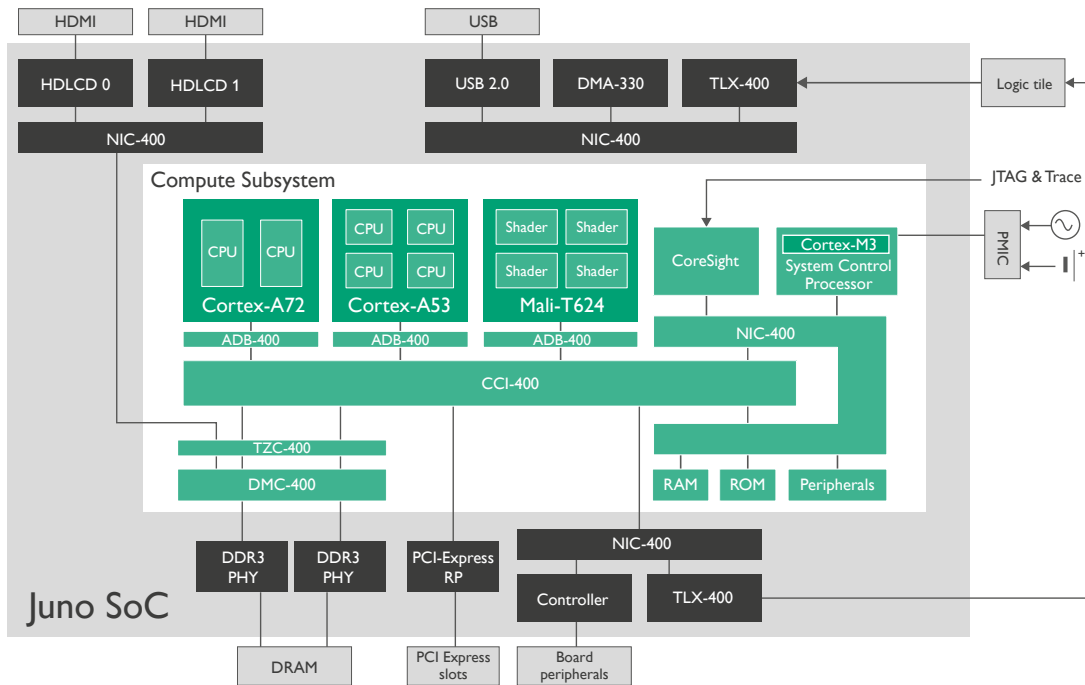 HDMI
HDMI
USB
HDLCD 0
HDLCD 1
USB 2.0
DMA-330
TLX-400
Logic tile
NIC-400
NIC-400
Compute Subsystem
JTAG & Trace
CPU
CPU
Cortex-A72
CPU
CPU
CPU
CPU
Cortex-A53
Shader
Shader
Shader
Shader
Mali-T624
CoreSight
Cortex-M3
System Control
Processor
PMIC
+
ADB-400
ADB-400
ADB-400
NIC-400
CCI-400
TZC-400
DMC-400
RAM
ROM
Peripherals
DDR3
PHY
DDR3
PHY
PCI-Express
RP
NIC-400
Controller
TLX-400
Juno SoC
DRAM
PCI Express
slots
Board
peripherals